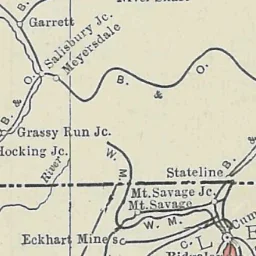 Garrett
Salisbury Jc.
Meyersdale
B. & O.
B. & O.
B. &
Grassy Run Jc.
Hocking Jc.
River
W. M.
Stateline
B. &
Mt. Savage Jc.
Mt. Savage
W. M.
Eckhart Mines
C.
L E